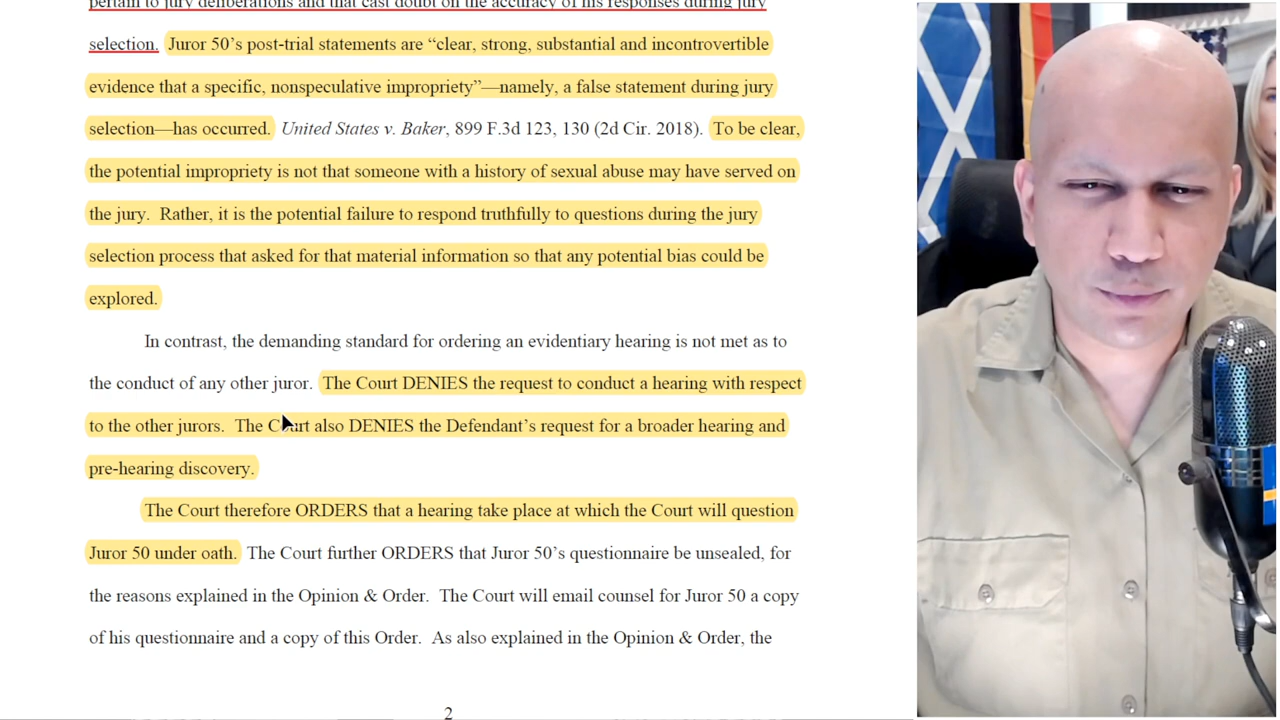 pertain to jury deliberations and that cast doubt on the accuracy of his responses during jury
selection. Juror 50’s post-trial statements are “clear, strong, substantial and incontrovertible
evidence that a specific, nonspeculative impropriety”—namely, a false statement during jury
selection—has occurred. United States v. Baker, 899 F.3d 123, 130 (2d Cir. 2018). To be clear,
the potential impropriety is not that someone with a history of sexual abuse may have served on
the jury. Rather, it is the potential failure to respond truthfully to questions during the jury
selection process that asked for that material information so that any potential bias could be
explored.
In contrast, the demanding standard for ordering an evidentiary hearing is not met as to
the conduct of any other juror. The Court DENIES the request to conduct a hearing with respect
to the other jurors. The Court also DENIES the Defendant’s request for a broader hearing and
pre-hearing discovery.
The Court therefore ORDERS that a hearing take place at which the Court will question
Juror 50 under oath. The Court further ORDERS that Juror 50’s questionnaire be unsealed, for
the reasons explained in the Opinion & Order. The Court will email counsel for Juror 50 a copy
of his questionnaire and a copy of this Order. As also explained in the Opinion & Order, the
2